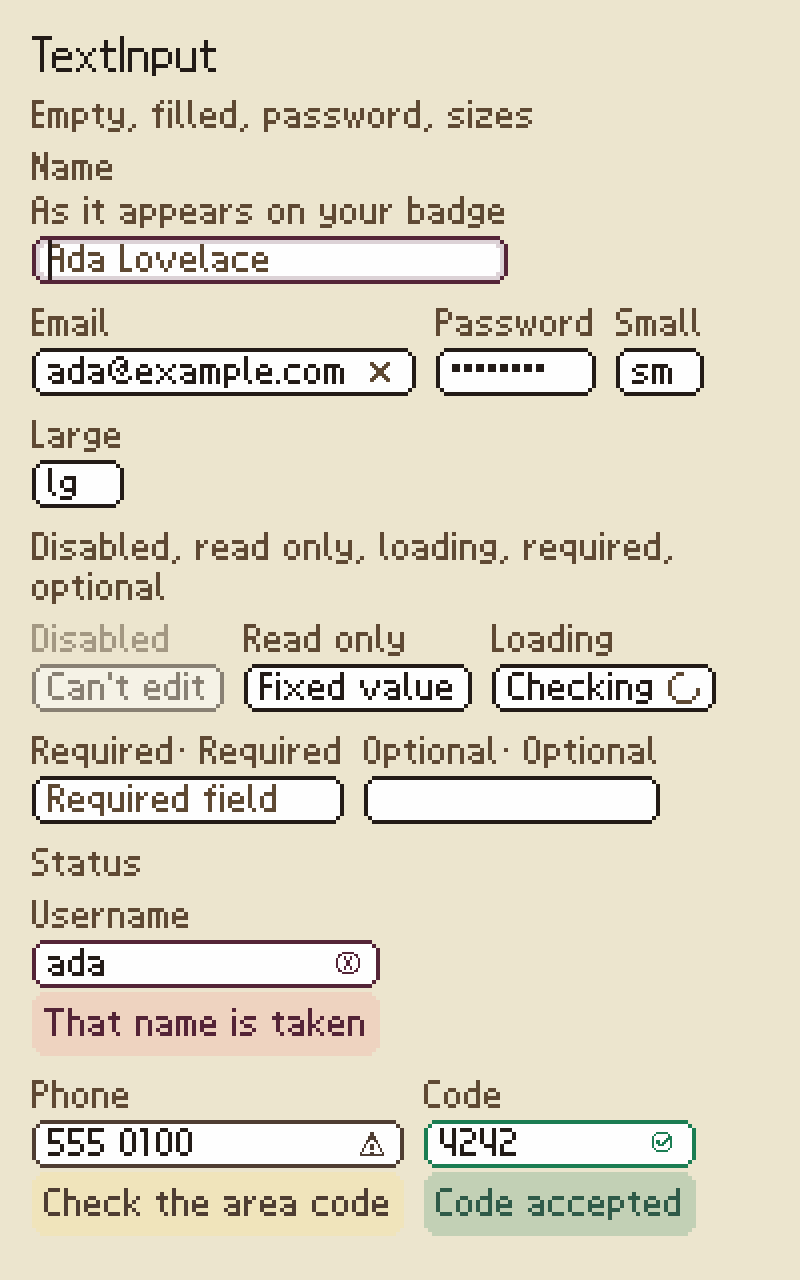 TextInput
Empty, filled, password, sizes
Name
As it appears on your badge
Ada Lovelace
Email Password Small
ada@example.com •••••••• sm
Large
lg
Disabled, read only, loading, required,
optional
Disabled Read only Loading
Can't edit Fixed value Checking
Required· Required Optional· Optional
Required field
Status
Username
ada
That name is taken
Phone Code
555 0100 4242
Check the area code Code accepted